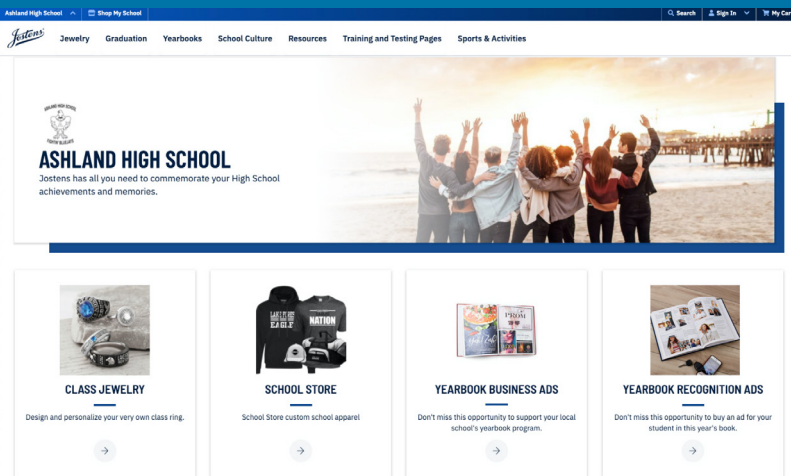 Ashland High School
Shop My School
Search
Sign In
My Car
Jostens
Jewelry
Graduation
Yearbooks
School Culture
Resources
Training and Testing Pages
Sports & Activities
ASHLAND HIGH SCHOOL
ASHLAND HIGH SCHOOL
Jostens has all you need to commemorate your High School
achievements and memories.
EAGLE
NATION
PROM
CLASS JEWELRY
Design and personalize your very own class ring.
SCHOOL STORE
School Store custom school apparel
YEARBOOK BUSINESS ADS
Don't miss this opportunity to support your local
school's yearbook program.
YEARBOOK RECOGNITION ADS
Don't miss this opportunity to buy an ad for your
student in this year's book.